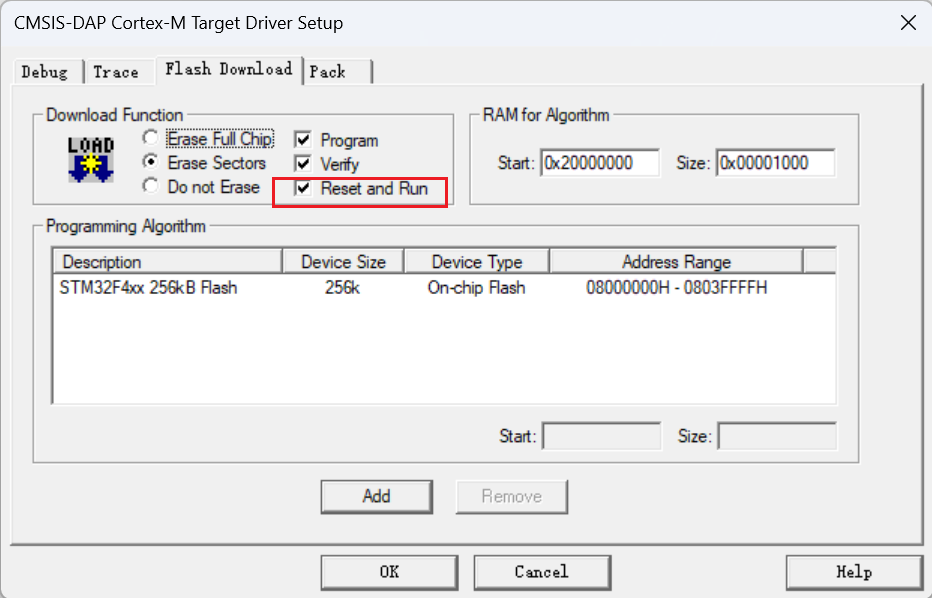 CMSIS-DAP Cortex-M Target Driver Setup
Debug Trace Flash Download Pack
Download Function
LOAD
Erase Full Chip Program
Erase Sectors Verify
Do not Erase Reset and Run
RAM for Algorithm
Start: 0x20000000 Size: 0x00001000
Programming Algorithm
Description Device Size Device Type Address Range
STM32F4xx 256kB Flash 256k On-chip Flash 08000000H - 0803FFFFH
Start: Size:
Add Remove
OK Cancel Help